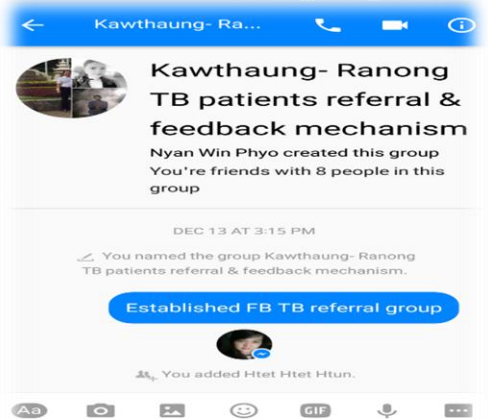 Kawthaung- Ra...
Kawthaung- Ranong
TB patients referral &
feedback mechanism
Nyan Win Phyo created this group
You're friends with 8 people in this
group
DEC 13 AT 3:15 PM
You named the group Kawthaung- Ranong
TB patients referral & feedback mechanism.
Established FB TB referral group
You added Htet Htet Htun.
Aa
GIF